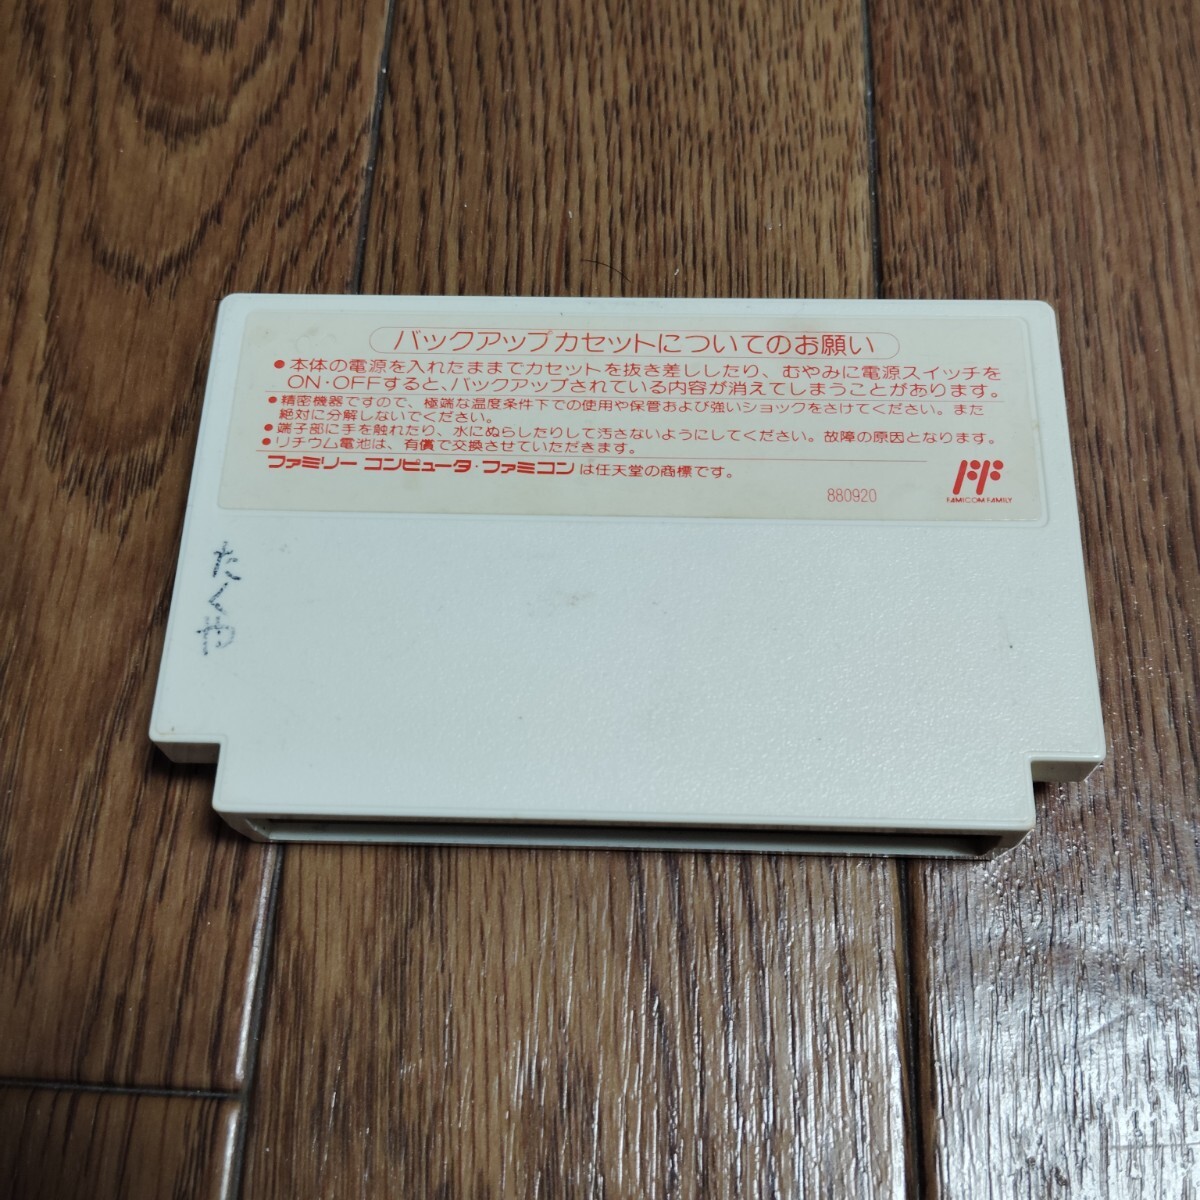 バックアップカセットについてのお願い
●本体の電源を入れたままでカセットを抜き差ししたり、むやみに電源スイッチを
ON・OFFすると、バックアップされている内容が消えてしまうことがあります。
●精密機器ですので、極端な温度条件下での使用や保管および強いショックをさけてください。また
絶対に分解しないでください。
●端子部に手を触れたり、水にぬらしたりして汚さないようにしてください。故障の原因となります。
●リチウム電池は、有償で交換させていただきます。
ファミリーコンピュータ・ファミコンは任天堂の商標です。
880920
FAMICOM FAMILY
たくや